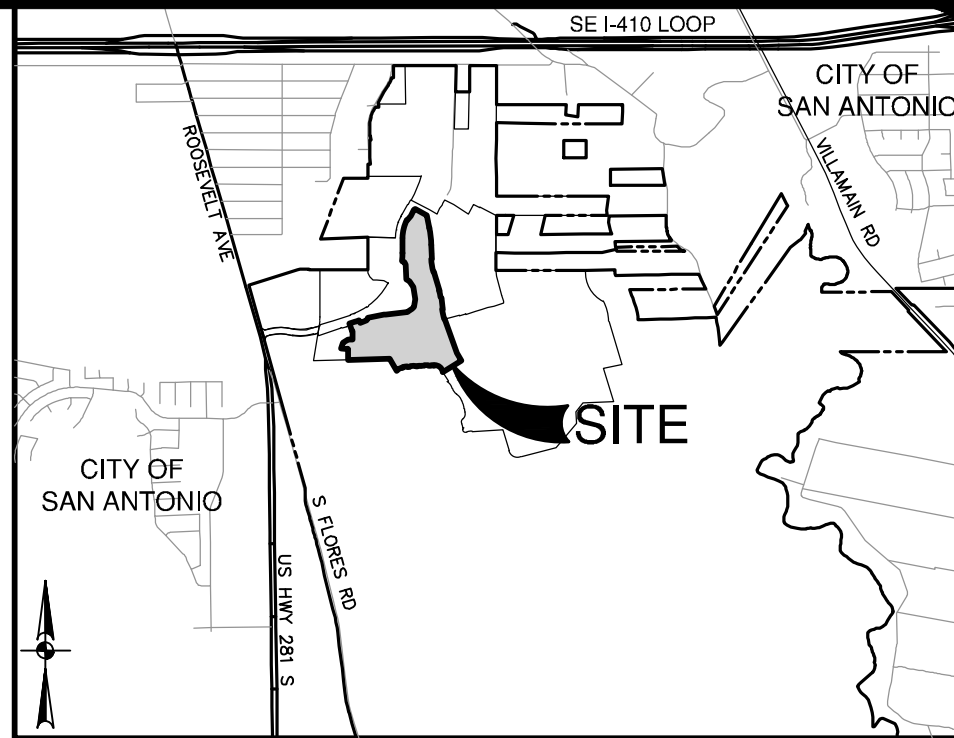 SE I-410 LOOP
CITY OF
SAN ANTONIO
ROOSEVELT AVE
VILLAMAIN RD
SITE
CITY OF
SAN ANTONIO
S FLORES RD
US HWY 281 S